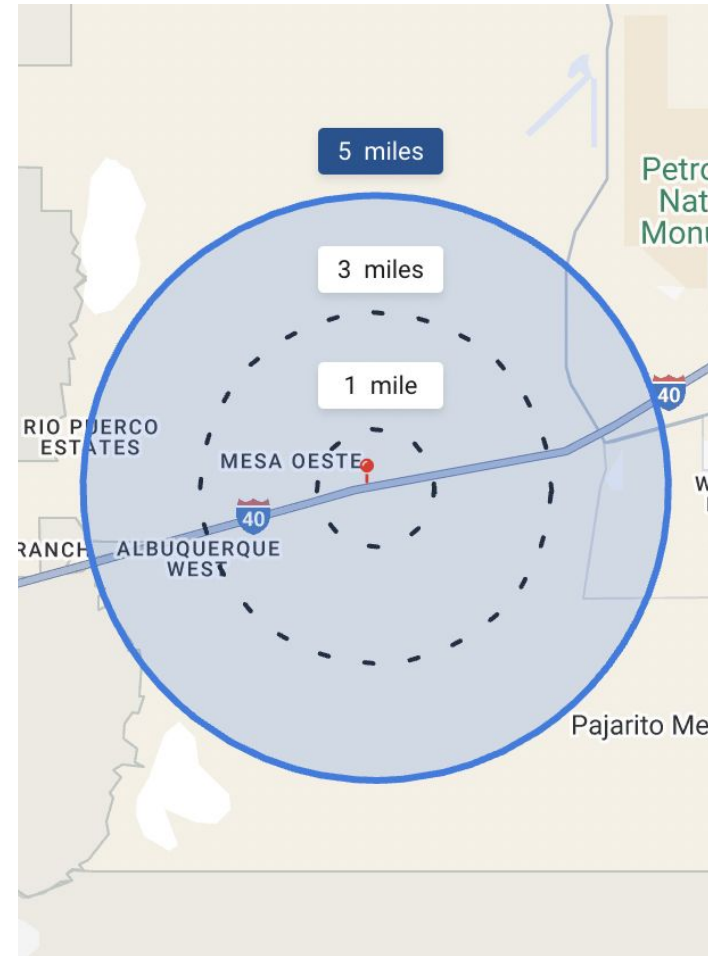 5 miles
Petro
Nat
Monu
3 miles
1 mile
40
RIO PUERCO
ESTATES
MESA OESTE
40
RANCH
ALBUQUERQUE
WEST
W
Pajarito Me